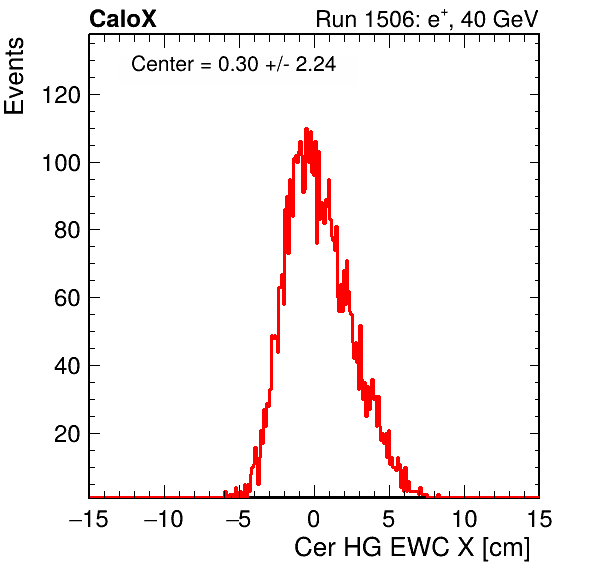 CaloX Run 1506: e⁺, 40 GeV
Center = 0.30 +/- 2.24
Events
120
100
80
60
40
20
−15 −10 −5 0 5 10 15
Cer HG EWC X [cm]